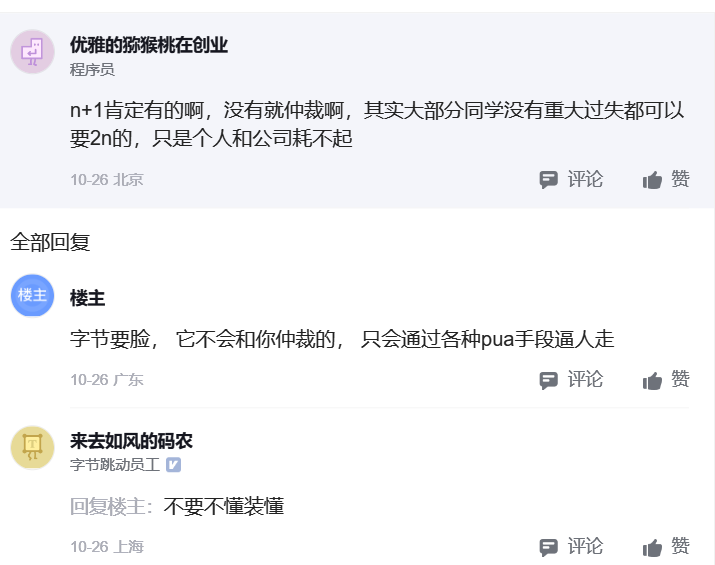 优雅的猕猴桃在创业
程序员
n+1肯定有的啊，没有就仲裁啊，其实大部分同学没有重大过失都可以
要2n的，只是个人和公司耗不起
10-26 北京 评论 赞
全部回复
楼主 楼主
字节要脸， 它不会和你仲裁的， 只会通过各种pua手段逼人走
10-26 广东 评论 赞
来去如风的码农
字节跳动员工
回复楼主：不要不懂装懂
10-26 上海 评论 赞